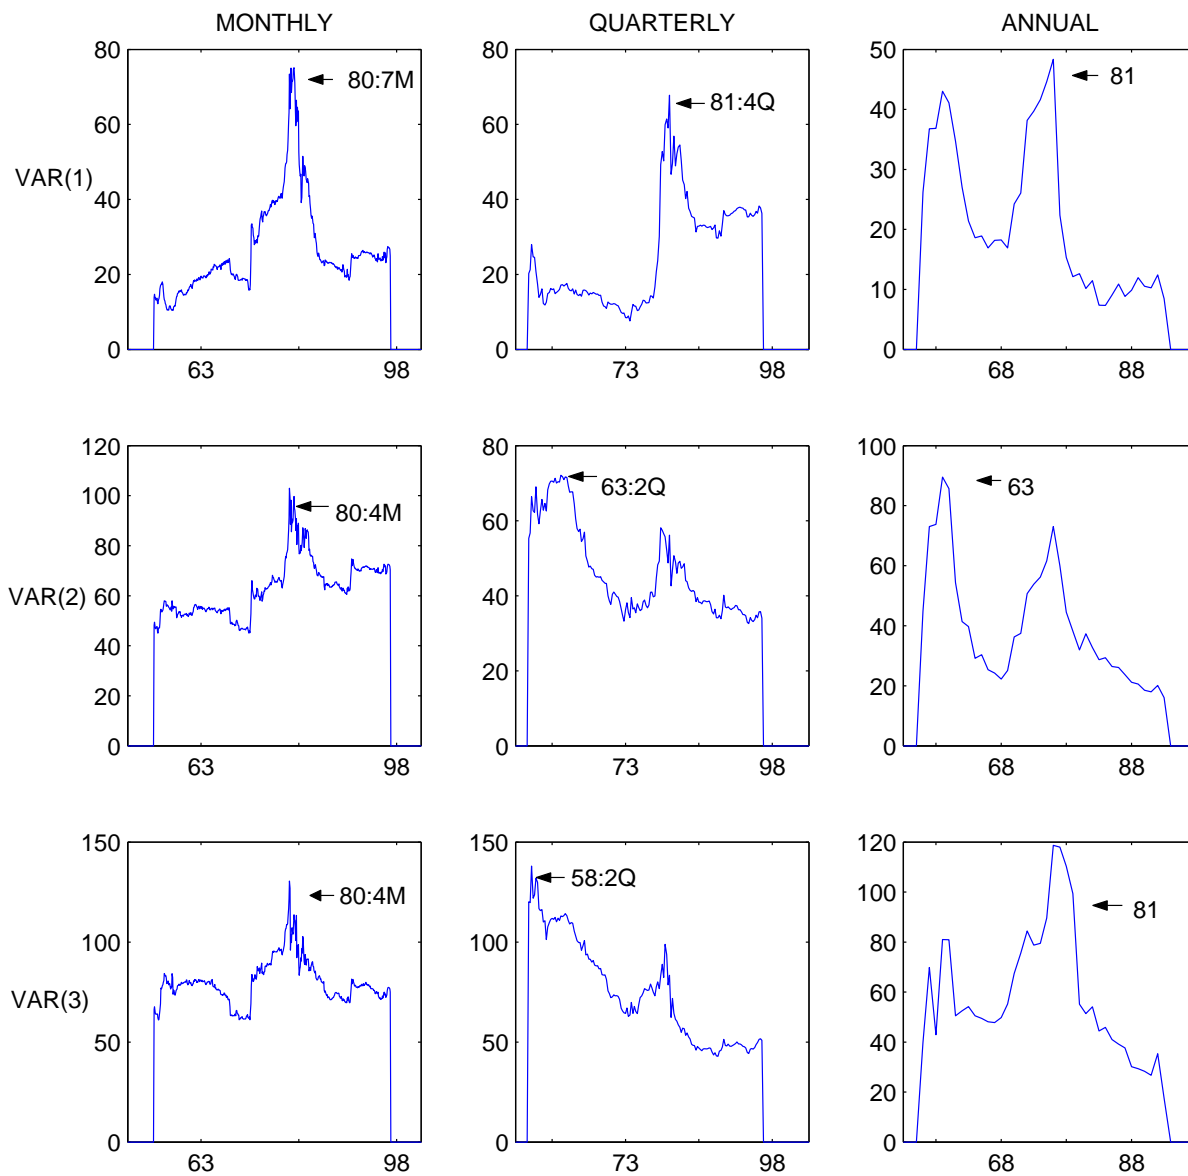 MONTHLY QUARTERLY ANNUAL
80 80 50
80:7M 81:4Q 81
60 60 40
VAR(1) 40 40 30
20
20 20 10
0 0 0
63 98 73 98 68 88
120 80 100
100 80:4M 63:2Q 63
80 60 80
VAR(2) 60 40 60
40 40
20 20 20
0 0 0
63 98 73 98 68 88
150 150 120
80:4M 58:2Q 81
100 100 100
80
VAR(3) 60
50 50 40
20
0 0 0
63 98 73 98 68 88